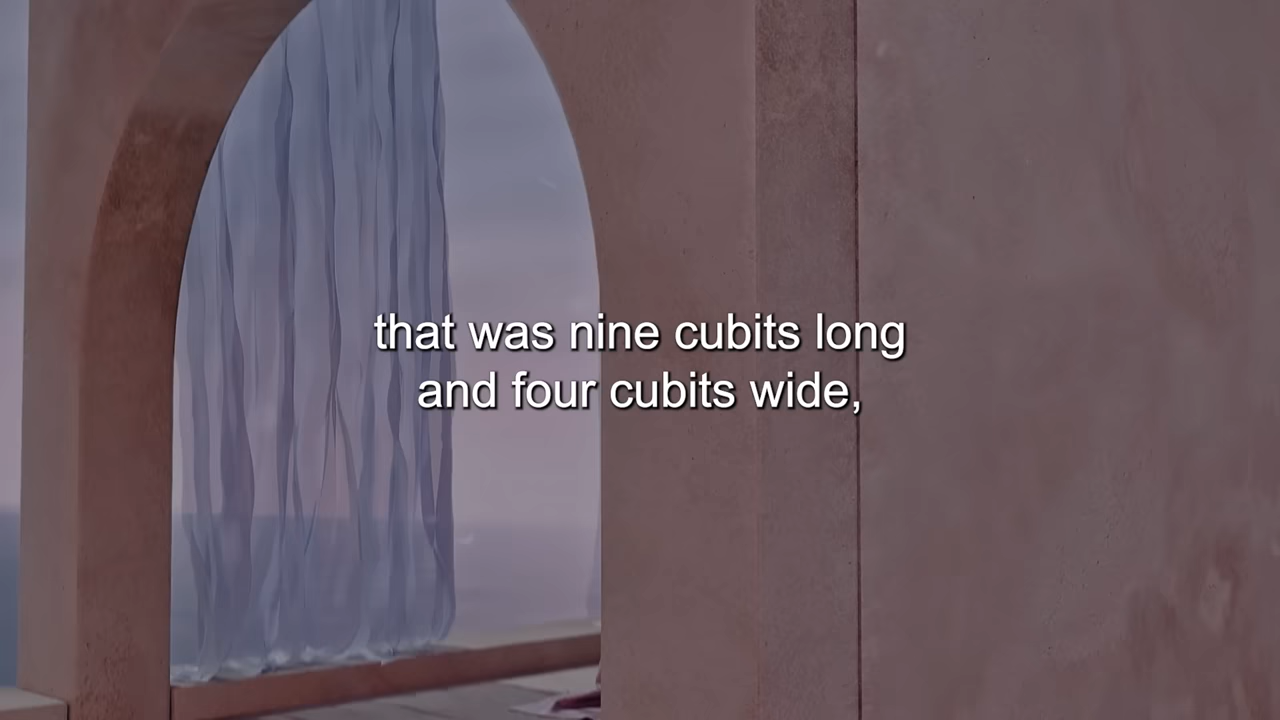 that was nine cubits long
and four cubits wide,